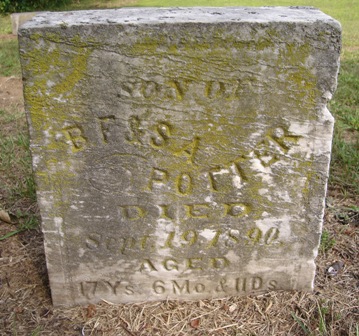 SON OF
B F & S A
POTTER
DIED
Sept. 19, 1890.
AGED
17 Ys. 6 Mo. & 11 Ds.